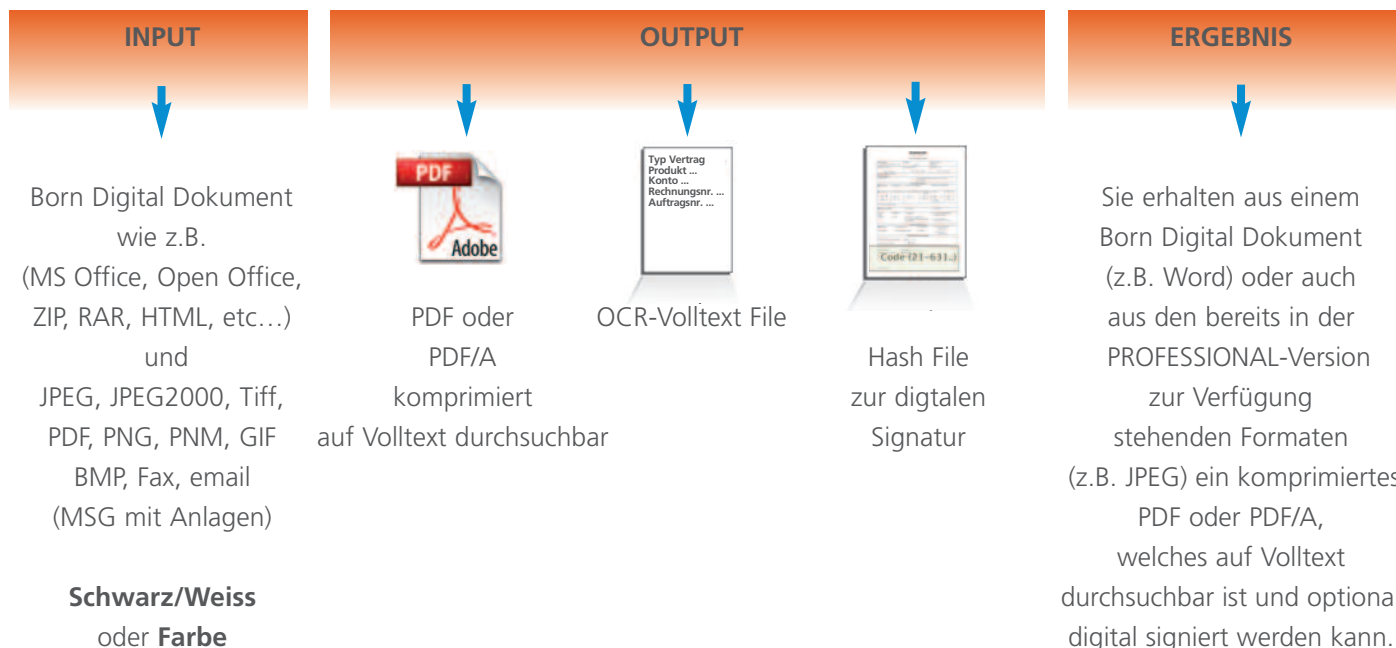 INPUT
Born Digital Dokument
wie z.B.
(MS Office, Open Office,
ZIP, RAR, HTML, etc…)
und
JPEG, JPEG2000, Tiff,
PDF, PNG, PNM, GIF
BMP, Fax, email
(MSG mit Anlagen)
Schwarz/Weiss
oder Farbe
OUTPUT
PDF
Adobe
PDF oder
PDF/A
komprimiert
auf Volltext durchsuchbar
Typ Vertrag
Produkt ...
Konto ...
Rechnungsnr. ...
Auftragsnr. ...
OCR-Volltext File
Code (21-631..)
Hash File
zur digtalen
Signatur
ERGEBNIS
Sie erhalten aus einem
Born Digital Dokument
(z.B. Word) oder auch
aus den bereits in der
PROFESSIONAL-Version
zur Verfügung
stehenden Formaten
(z.B. JPEG) ein komprimiertes
PDF oder PDF/A,
welches auf Volltext
durchsuchbar ist und optiona
digital signiert werden kann.